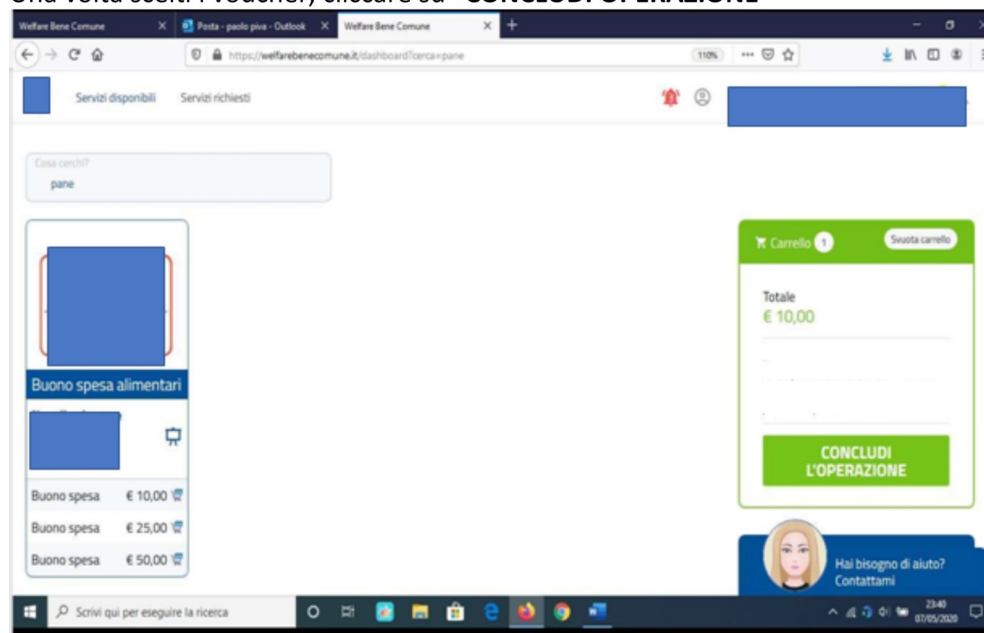 Una volta scelti i voucher, cliccare su "CONCLUDI OPERAZIONE"
Welfare Bene Comune
Posta - paolo piva - Outlook
Welfare Bene Comune
https://welfarebenecomune.it/dashboard?cerca=pane
110%
Servizi disponibili
Servizi richiesti
Cosa cerchi?
pane
Buono spesa alimentari
Buono spesa € 10,00
Buono spesa € 25,00
Buono spesa € 50,00
Carrello 1
Svuota carrello
Totale
€ 10,00
CONCLUDI
L'OPERAZIONE
Hai bisogno di aiuto?
Contattami
Scrivi qui per eseguire la ricerca
23:40
07/05/2020